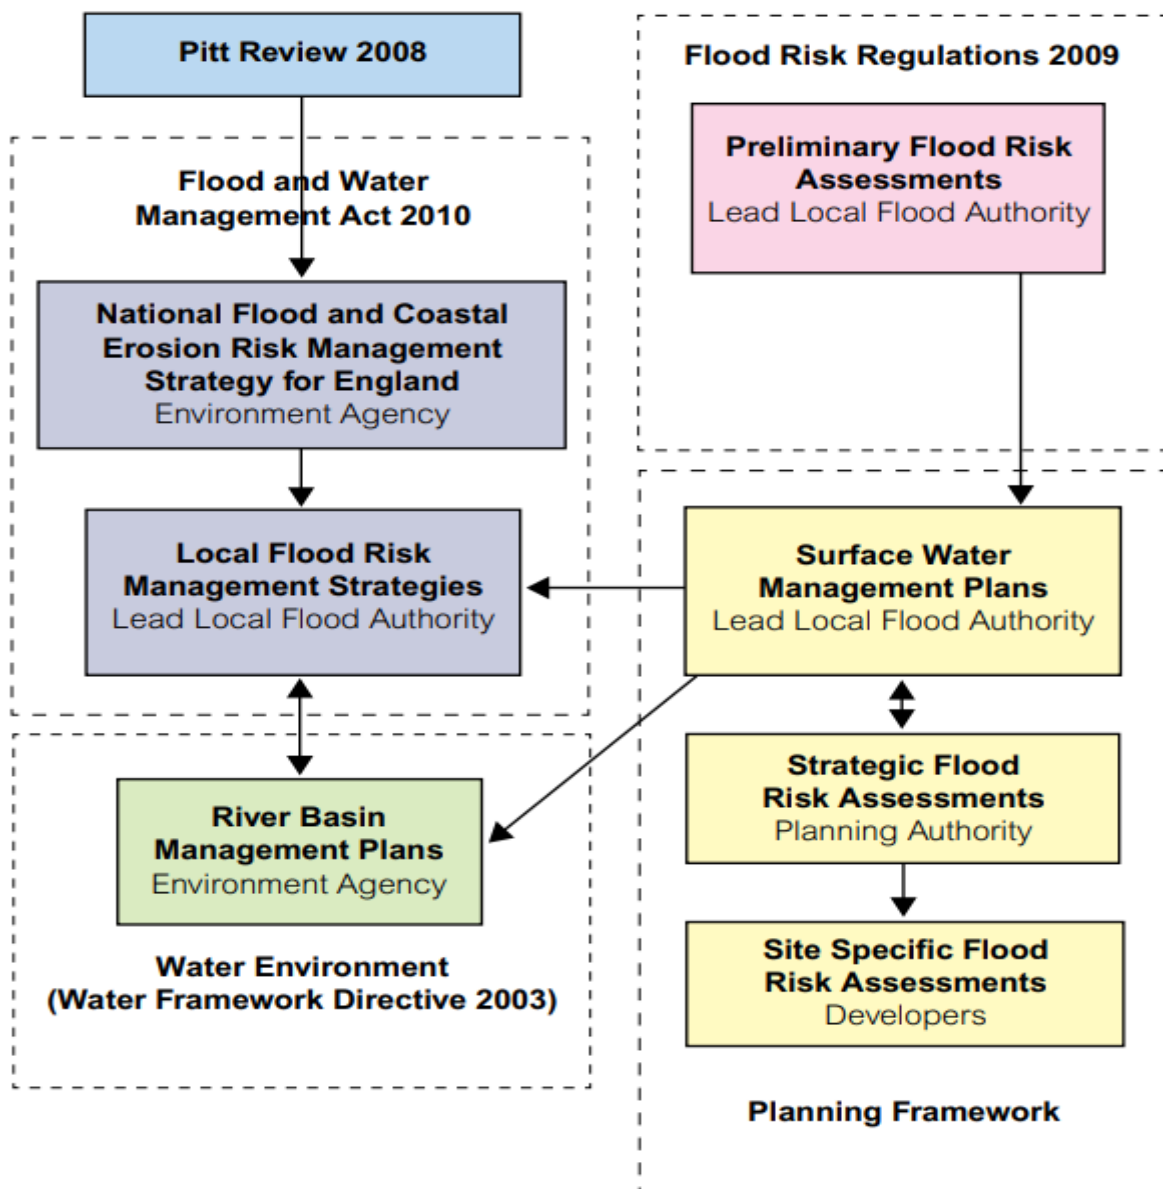 Pitt Review 2008
Flood and Water
Management Act 2010
National Flood and Coastal
Erosion Risk Management
Strategy for England
Environment Agency
Local Flood Risk
Management Strategies
Lead Local Flood Authority
River Basin
Management Plans
Environment Agency
Water Environment
(Water Framework Directive 2003)
Flood Risk Regulations 2009
Preliminary Flood Risk
Assessments
Lead Local Flood Authority
Surface Water
Management Plans
Lead Local Flood Authority
Strategic Flood
Risk Assessments
Planning Authority
Site Specific Flood
Risk Assessments
Developers
Planning Framework